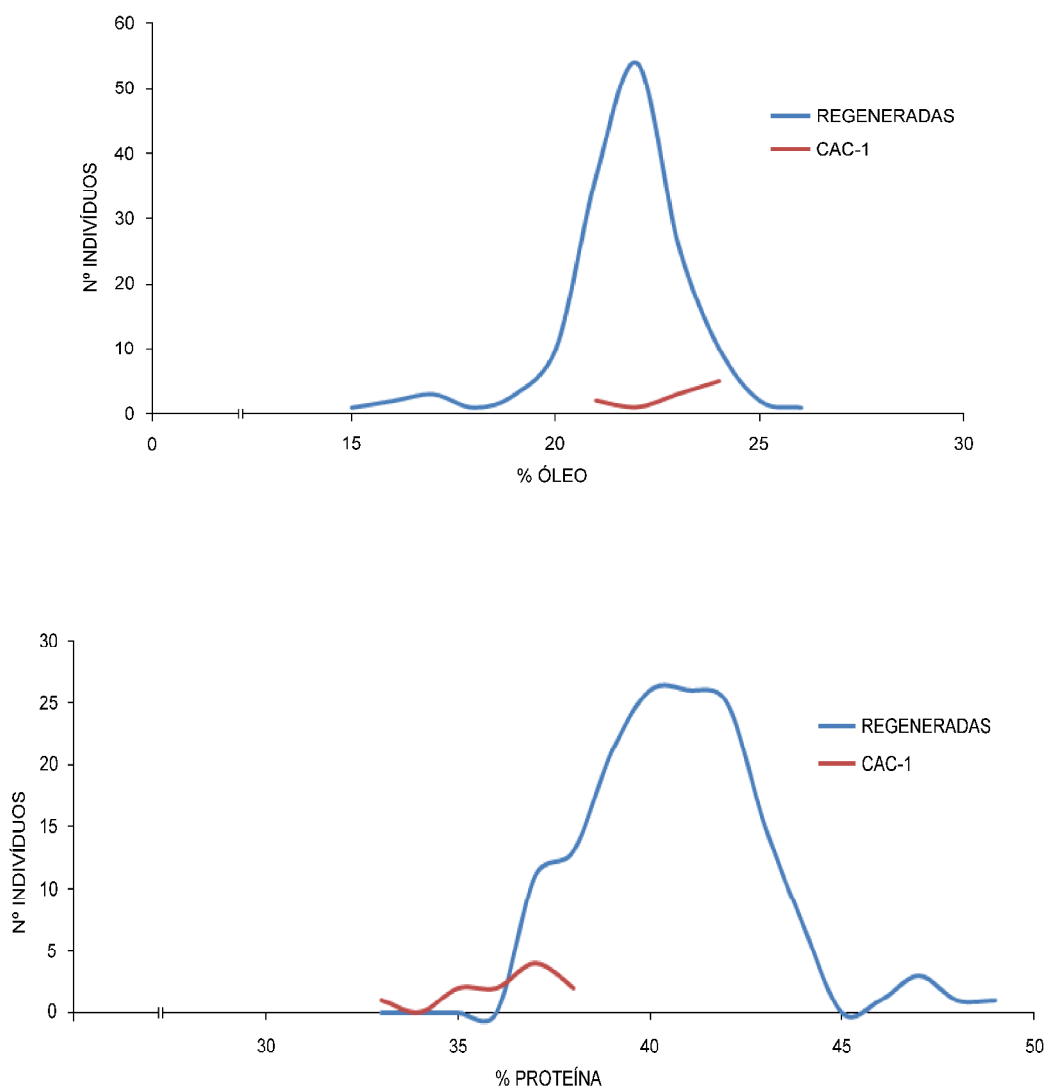 60
50
40
30
20
10
0
Nº INDIVÍDUOS
REGENERADAS
CAC-1
0 15 20 25 30
% ÓLEO
30
25
20
15
10
5
0
Nº INDIVÍDUOS
REGENERADAS
CAC-1
30 35 40 45 50
% PROTEÍNA